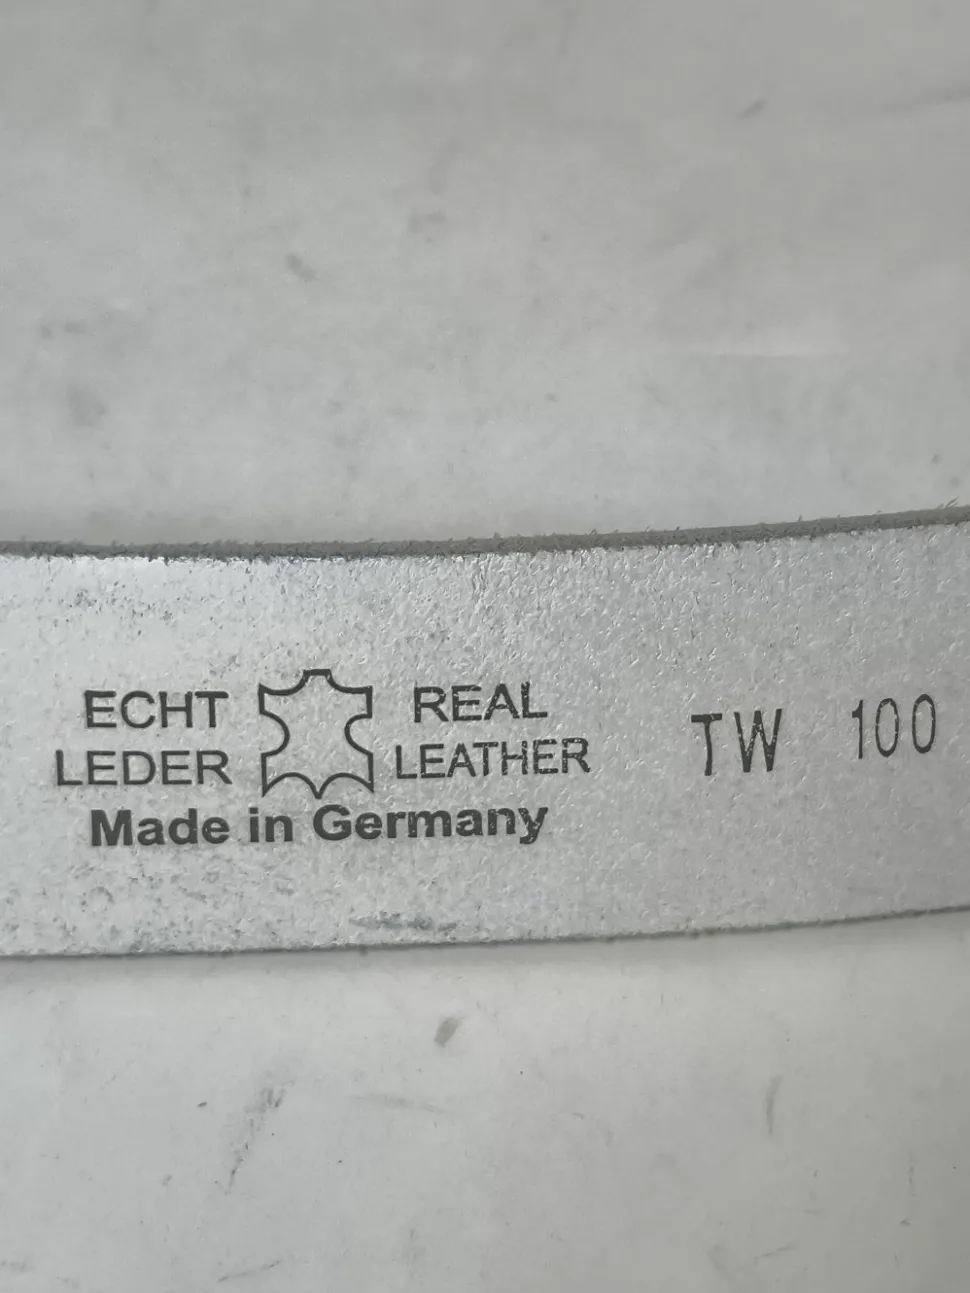 ECHT REAL
LEDER LEATHER
Made in Germany
TW 100